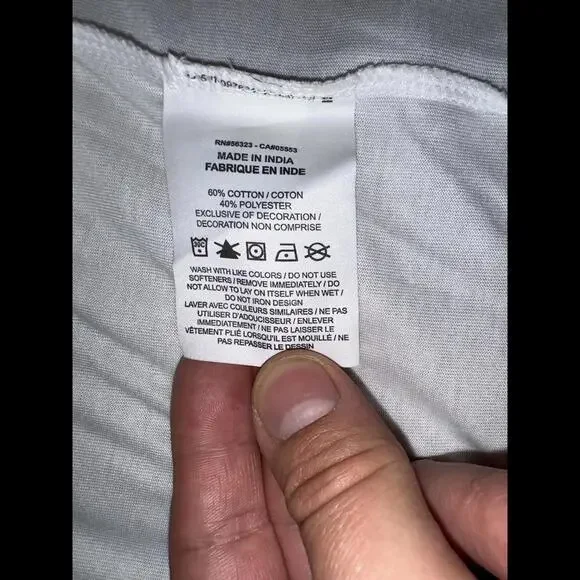 RN#56323 - CA#05553
MADE IN INDIA
FABRIQUE EN INDE
60% COTTON / COTON
40% POLYESTER
EXCLUSIVE OF DECORATION /
DECORATION NON COMPRISE
WASH WITH LIKE COLORS / DO NOT USE
SOFTENERS / REMOVE IMMEDIATELY / DO
NOT ALLOW TO LAY ON ITSELF WHEN WET /
DO NOT IRON DESIGN
LAVER AVEC COULEURS SIMILAIRES / NE PAS
UTILISER D'ADOUCISSEUR / ENLEVER
IMMÉDIATEMENT / NE PAS LAISSER LE
VÊTEMENT PLIÉ LORSQU'IL EST MOUILLÉ / NE
PAS REPASSER LE DESSIN